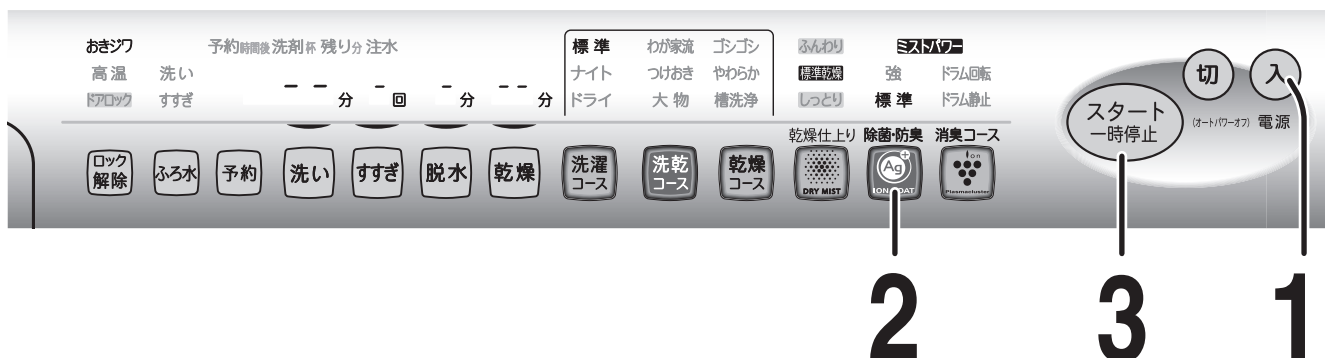 おきジワ 予約時間後 洗剤杯 残り分 注水 標準 わが家流 ゴシゴシ ふんわり ミストパワー
高温 洗い ナイト つけおき やわらか 標準乾燥 強 ドラム回転
ドアロック すすぎ -- 分 - 回 - 分 -- 分 ドライ 大物 槽洗浄 しっとり 標準 ドラム静止
切 入
スタート
一時停止
(オートパワーオフ) 電源
乾燥仕上り 除菌・防臭 消臭コース
ロック
解除
ふろ水
予約
洗い
すすぎ
脱水
乾燥
洗濯
コース
洗乾
コース
乾燥
コース
DRY MIST
Ag+
ION COAT
ion
Plasmacluster
2 3 1